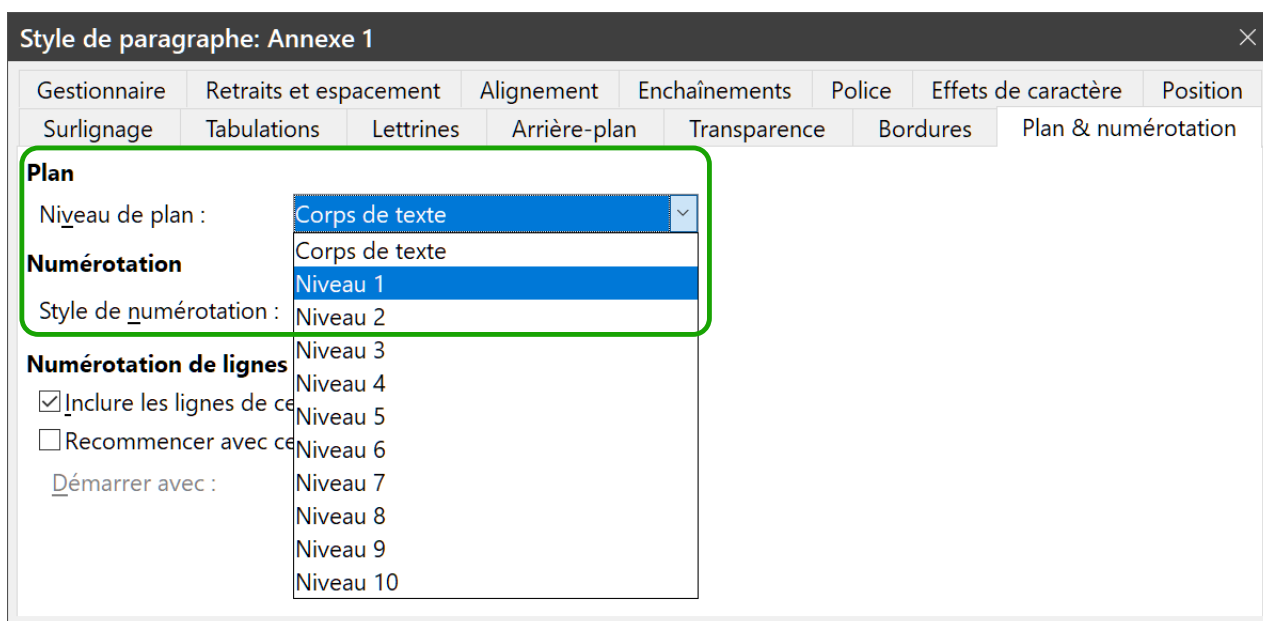 Style de paragraphe: Annexe 1
Gestionnaire Retraits et espacement Alignement Enchaînements Police Effets de caractère Position
Surlignage Tabulations Lettrines Arrière-plan Transparence Bordures Plan & numérotation
Plan
Niveau de plan : Corps de texte
Corps de texte
Numérotation
Niveau 1
Style de numérotation :
Niveau 2
Niveau 3
Numérotation de lignes
Niveau 4
Inclure les lignes de ce
Niveau 5
Recommencer avec ce
Niveau 6
Démarrer avec :
Niveau 7
Niveau 8
Niveau 9
Niveau 10